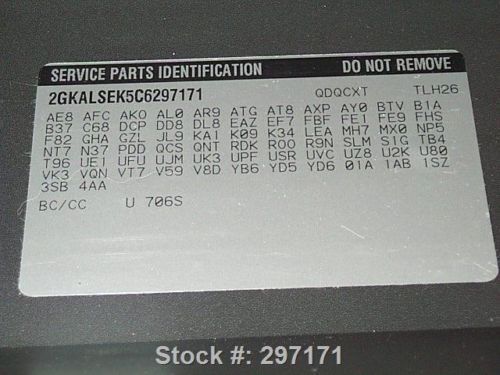 SERVICE PARTS IDENTIFICATION DO NOT REMOVE
2GKALSEK5C6297171 QDQCXT TLH26
AE8 AFC AKO AL0 AR9 ATG AT8 AXP AY0 BTV B1A
B37 C68 DCP DD8 DL8 EAZ EF7 FBF FE1 FE9 FHS
F82 GHA GZL JJ9 KA1 K09 K34 LEA MH7 MX0 NP5
NT7 N37 PDD QCS QNT RDK R00 R9N SLM S1G TB4
T96 UE1 UFU UJM UK3 UPF USR UVC UZ8 U2K U80
VK3 VQN VT7 V59 V8D YB6 YD5 YD6 01A 1AB 1SZ
3SB 4AA
BC/CC U 706S
Stock #: 297171